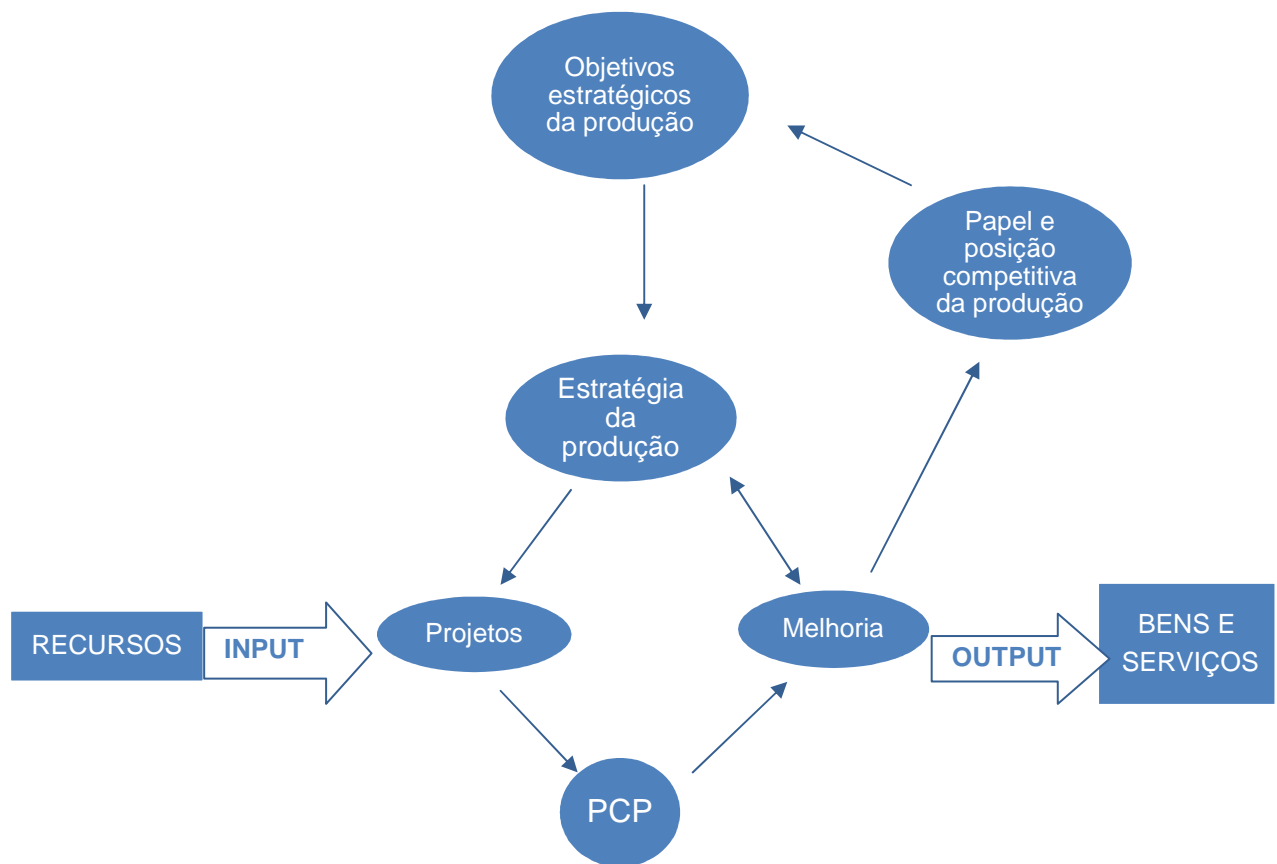 Objetivos
estratégicos
da produção
Papel e
posição
competitiva
da produção
Estratégia
da
produção
RECURSOS
INPUT
Projetos
Melhoria
OUTPUT
BENS E
SERVIÇOS
PCP